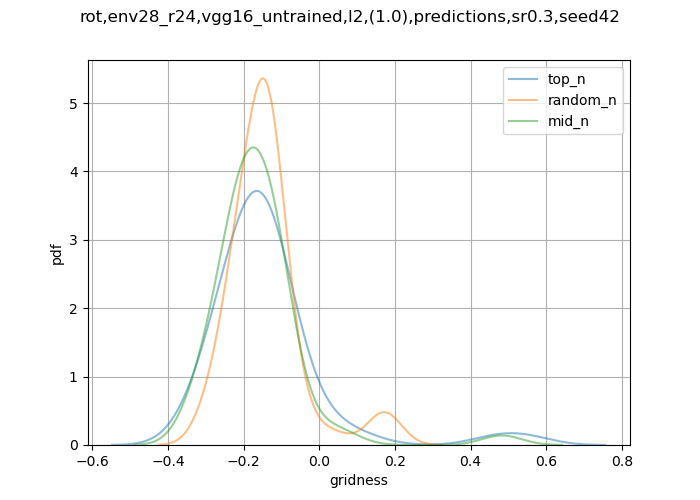 rot,env28_r24,vgg16_untrained,l2,(1.0),predictions,sr0.3,seed42
top_n
random_n
mid_n
pdf
5
4
3
2
1
0
−0.6 −0.4 −0.2 0.0 0.2 0.4 0.6 0.8
gridness